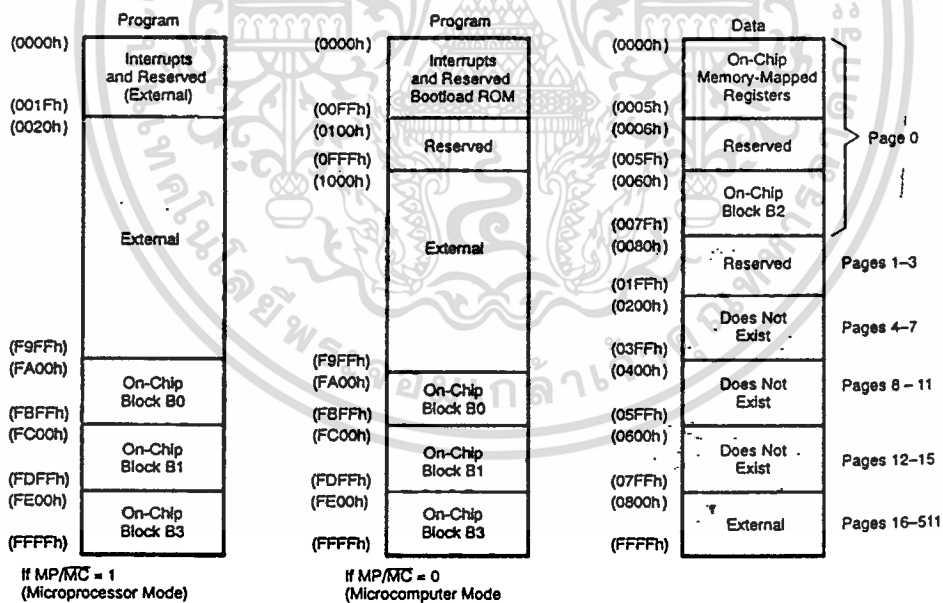 Program
(0000h)
Interrupts
and Reserved
(External)
(001Fh)
(0020h)
External
(F9FFh)
(FA00h)
On-Chip
Block B0
(FBFFh)
(FC00h)
On-Chip
Block B1
(FDFFh)
(FE00h)
On-Chip
Block B3
(FFFFh)
If MP/M̅C̅ = 1
(Microprocessor Mode)
Program
(0000h)
Interrupts
and Reserved
Bootload ROM
(00FFh)
(0100h)
Reserved
(0FFFh)
(1000h)
External
(F9FFh)
(FA00h)
On-Chip
Block B0
(FBFFh)
(FC00h)
On-Chip
Block B1
(FDFFh)
(FE00h)
On-Chip
Block B3
(FFFFh)
If MP/M̅C̅ = 0
(Microcomputer Mode
Data
(0000h)
On-Chip
Memory-Mapped
Registers
(0005h)
(0006h)
Reserved
(005Fh)
(0060h)
On-Chip
Block B2
(007Fh)
Page 0
(0080h)
Reserved
Pages 1–3
(01FFh)
(0200h)
Does Not
Exist
Pages 4–7
(03FFh)
(0400h)
Does Not
Exist
Pages 8 – 11
(05FFh)
(0600h)
Does Not
Exist
Pages 12–15
(07FFh)
(0800h)
External
Pages 16–511
(FFFFh)